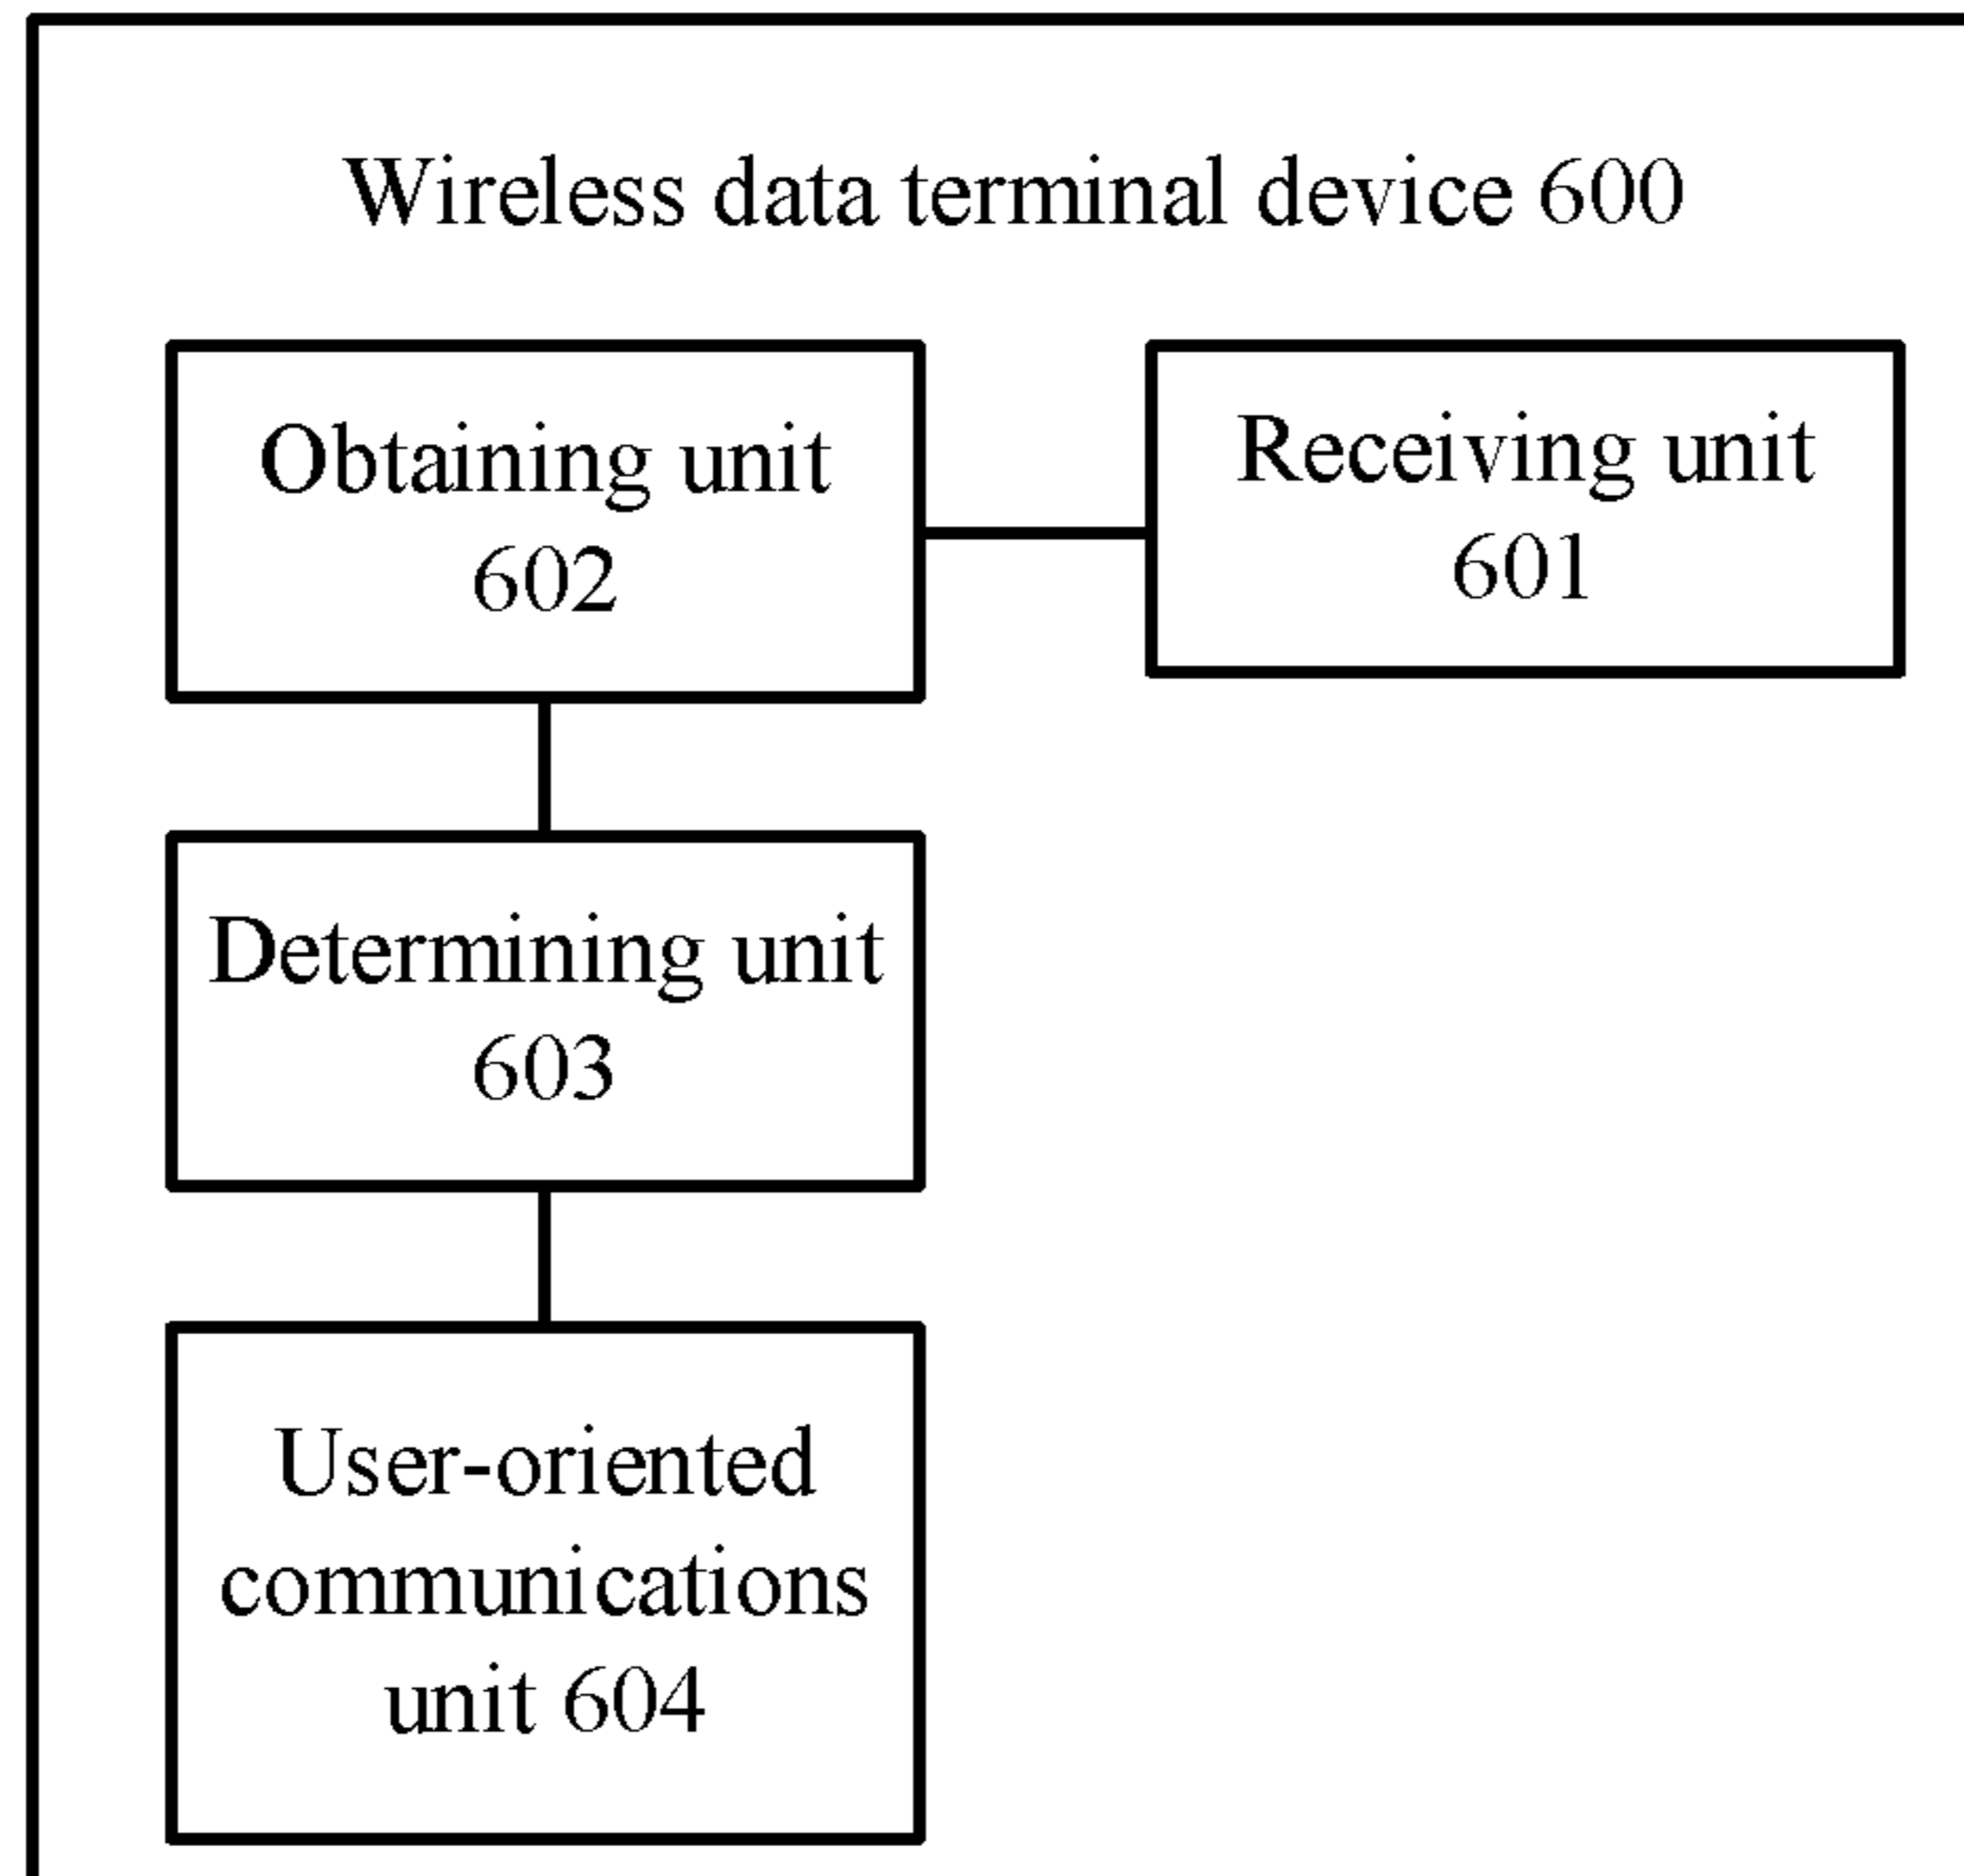 Wireless data terminal device 600
Obtaining unit
602
Receiving unit
601
Determining unit
603
User-oriented
communications
unit 604